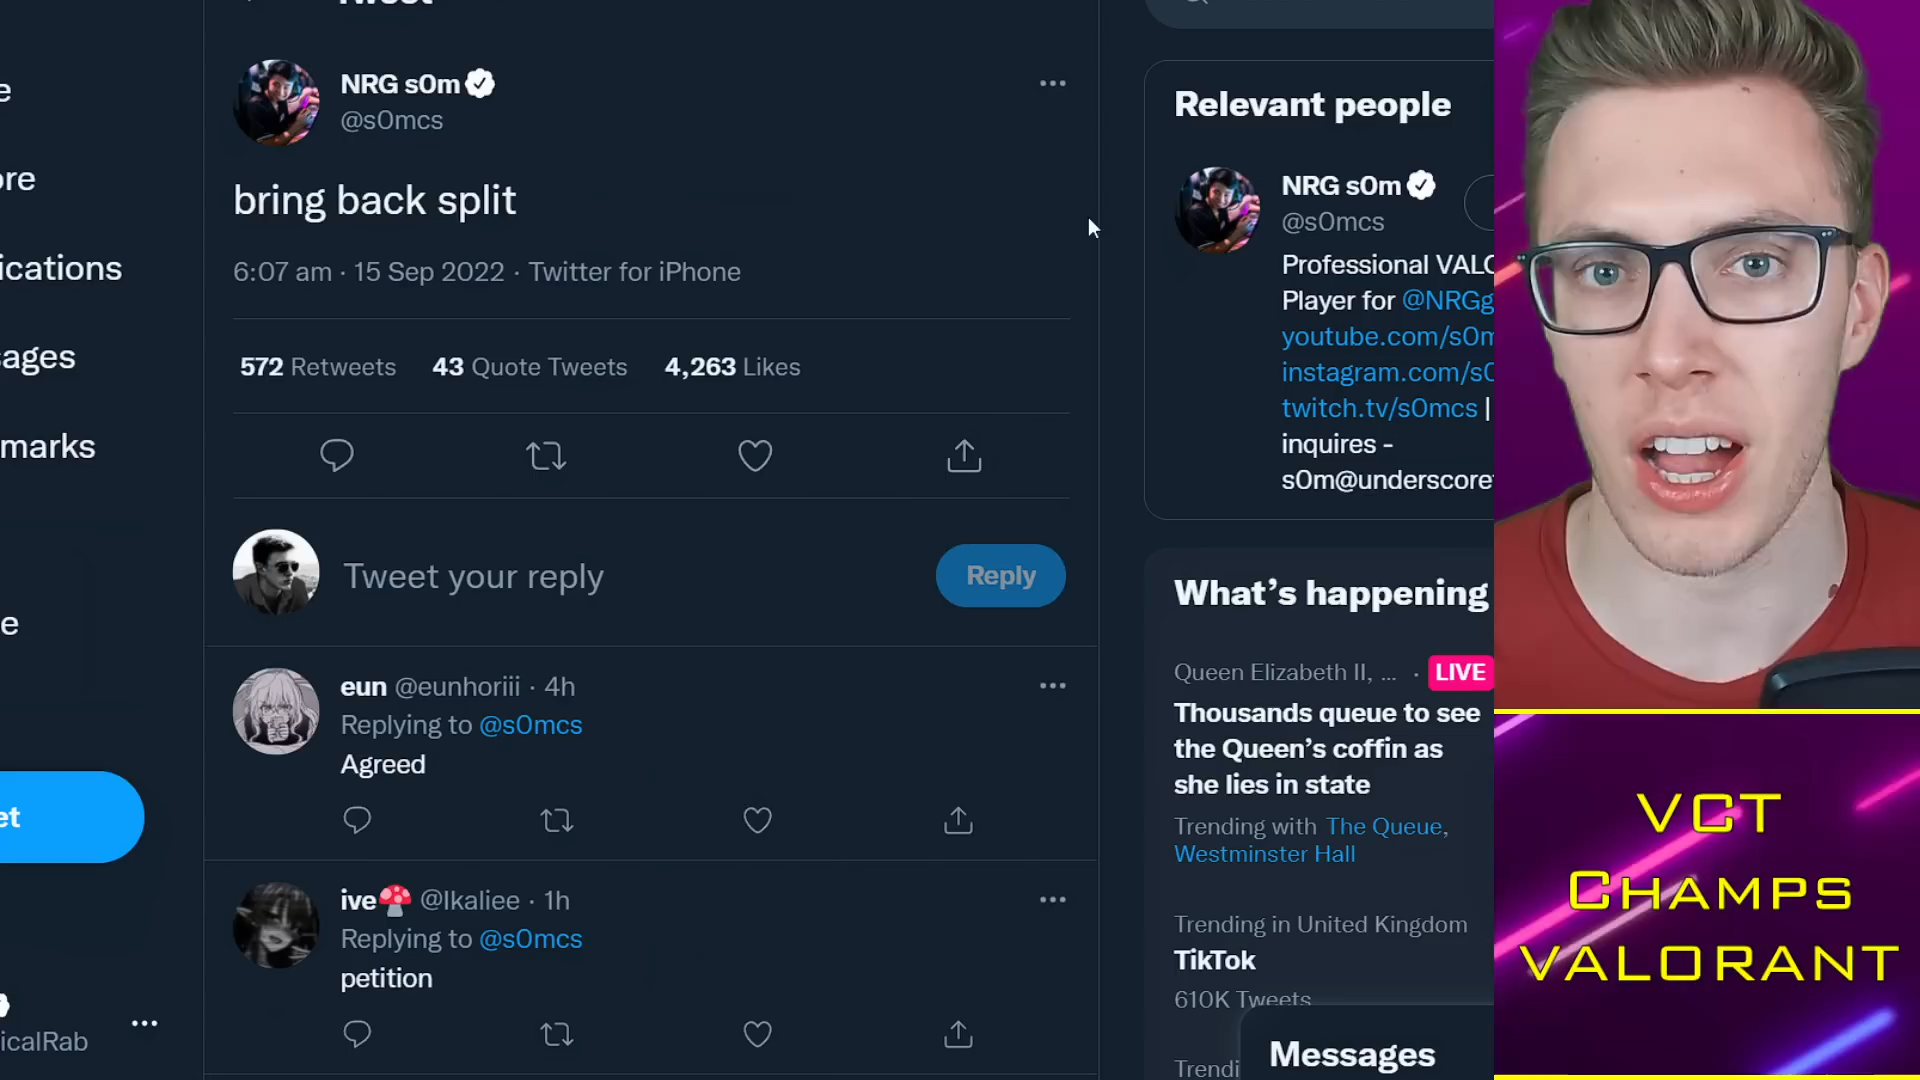 Tweet
NRG s0m
@s0mcs
bring back split
6:07 am · 15 Sep 2022 · Twitter for iPhone
572 Retweets 43 Quote Tweets 4,263 Likes
Tweet your reply
Reply
eun @eunhoriii · 4h
Replying to @s0mcs
Agreed
ive🍄 @lkaliee · 1h
Replying to @s0mcs
petition
e
ore
ications
sages
marks
e
et
icalRab
Relevant people
NRG s0m
@s0mcs
Professional VALO
Player for @NRGg
youtube.com/s0m
instagram.com/s0
twitch.tv/s0mcs |
inquires -
s0m@underscore
What's happening
Queen Elizabeth II, ... · LIVE
Thousands queue to see
the Queen's coffin as
she lies in state
Trending with The Queue,
Westminster Hall
Trending in United Kingdom
TikTok
610K Tweets
Trendi
Messages
VCT
CHAMPS
VALORANT